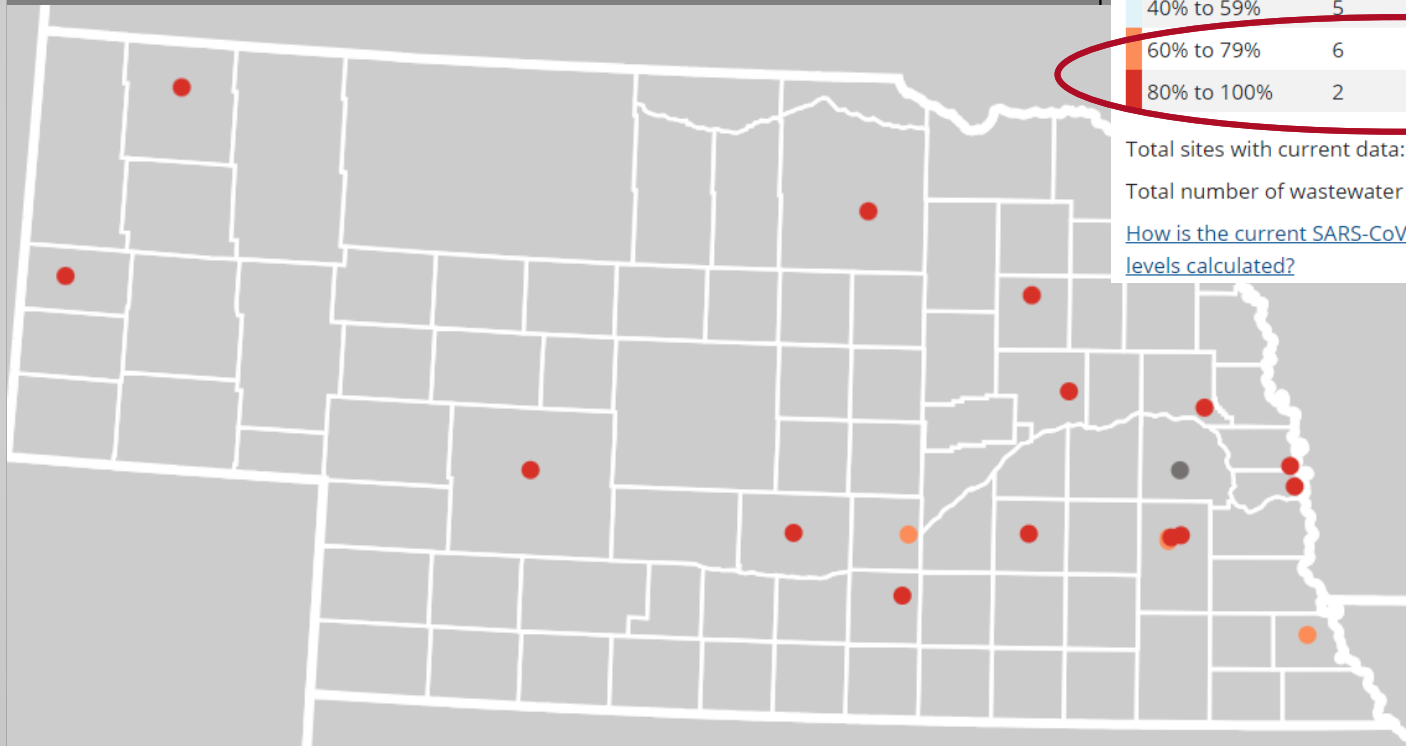 40% to 59% 5
60% to 79% 6
80% to 100% 2
Total sites with current data:
Total number of wastewater
How is the current SARS-CoV
levels calculated?